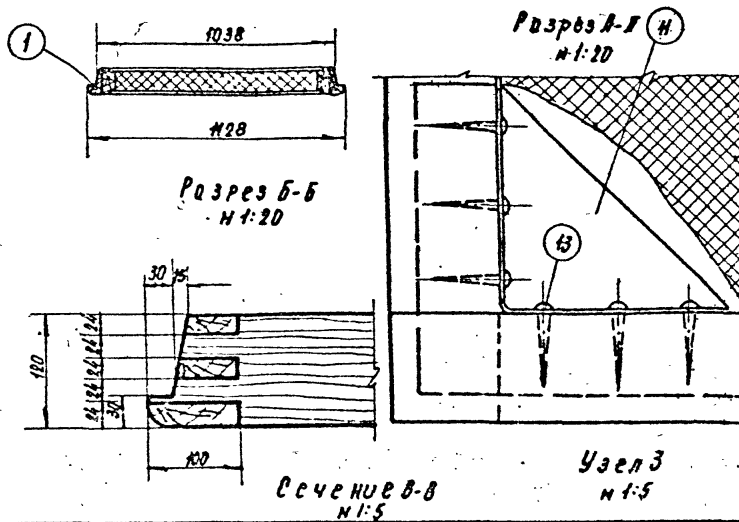 1
1038
1128
Разрез Б-Б
М 1:20
Разрез А-А
М 1:20
11
13
30 15
120
24 24 24 24 24
30
100
Сечение В-В
М 1:5
Узел 3
М 1:5